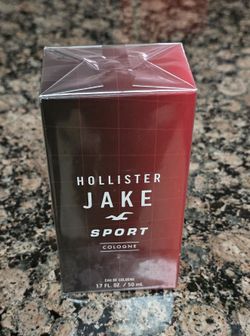 HOLLISTER
JAKE
SPORT
COLOGNE
EAU DE COLOGNE
1.7 FL. OZ / 50 mL